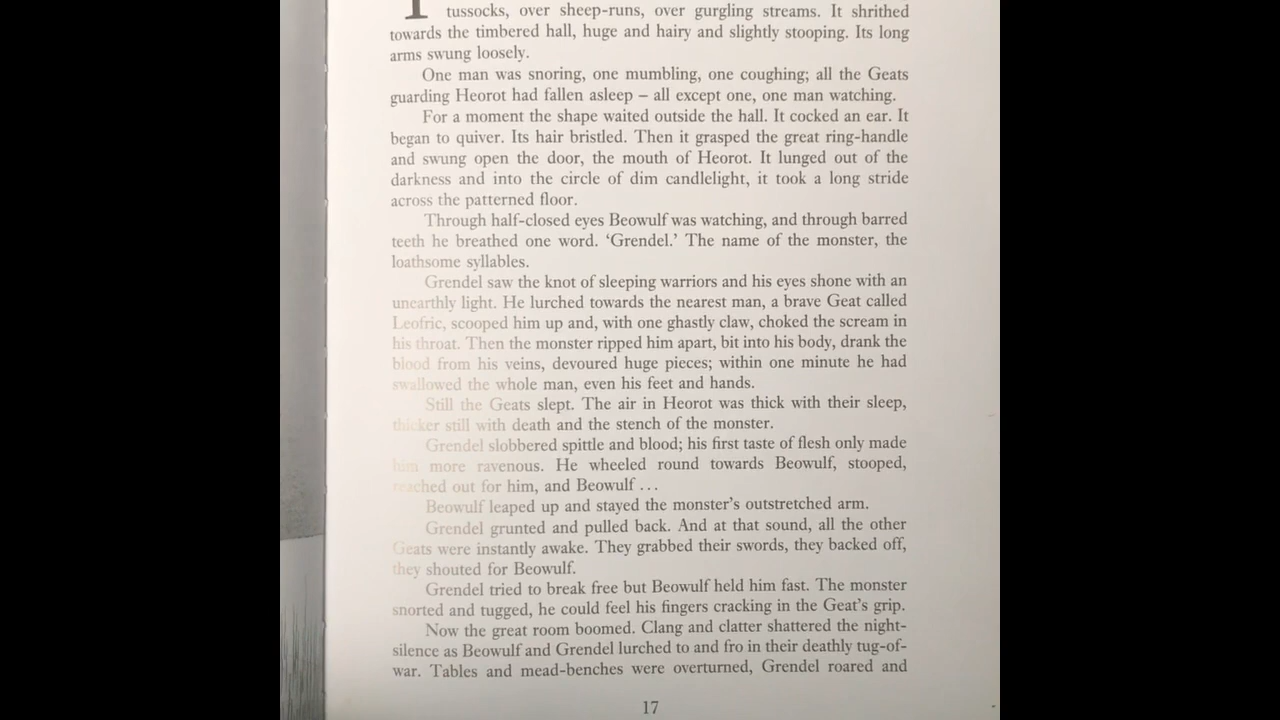 tussocks, over sheep-runs, over gurgling streams. It shrithed
towards the timbered hall, huge and hairy and slightly stooping. Its long
arms swung loosely.
One man was snoring, one mumbling, one coughing; all the Geats
guarding Heorot had fallen asleep – all except one, one man watching.
For a moment the shape waited outside the hall. It cocked an ear. It
began to quiver. Its hair bristled. Then it grasped the great ring-handle
and swung open the door, the mouth of Heorot. It lunged out of the
darkness and into the circle of dim candlelight, it took a long stride
across the patterned floor.
Through half-closed eyes Beowulf was watching, and through barred
teeth he breathed one word. ‘Grendel.’ The name of the monster, the
loathsome syllables.
Grendel saw the knot of sleeping warriors and his eyes shone with an
unearthly light. He lurched towards the nearest man, a brave Geat called
Leofric, scooped him up and, with one ghastly claw, choked the scream in
his throat. Then the monster ripped him apart, bit into his body, drank the
blood from his veins, devoured huge pieces; within one minute he had
swallowed the whole man, even his feet and hands.
Still the Geats slept. The air in Heorot was thick with their sleep,
thicker still with death and the stench of the monster.
Grendel slobbered spittle and blood; his first taste of flesh only made
him more ravenous. He wheeled round towards Beowulf, stooped,
reached out for him, and Beowulf ...
Beowulf leaped up and stayed the monster’s outstretched arm.
Grendel grunted and pulled back. And at that sound, all the other
Geats were instantly awake. They grabbed their swords, they backed off,
they shouted for Beowulf.
Grendel tried to break free but Beowulf held him fast. The monster
snorted and tugged, he could feel his fingers cracking in the Geat’s grip.
Now the great room boomed. Clang and clatter shattered the night-
silence as Beowulf and Grendel lurched to and fro in their deathly tug-of-
war. Tables and mead-benches were overturned, Grendel roared and
17